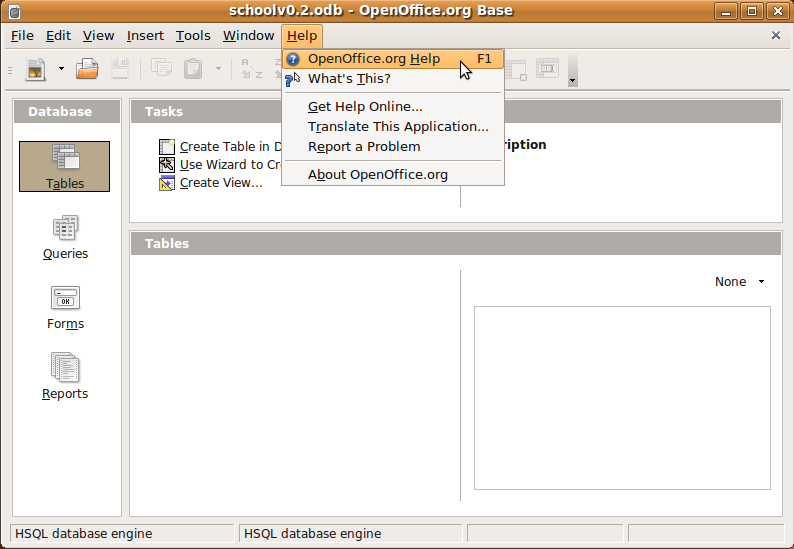 schoolv0.2.odb - OpenOffice.org Base
File Edit View Insert Tools Window Help
OpenOffice.org Help F1
What's This?
Get Help Online...
Translate This Application...
Report a Problem
About OpenOffice.org
Database
Tables
Queries
Forms
Reports
Tasks
Create Table in D
Use Wizard to Cr
Create View...
ription
Tables
None
HSQL database engine
HSQL database engine